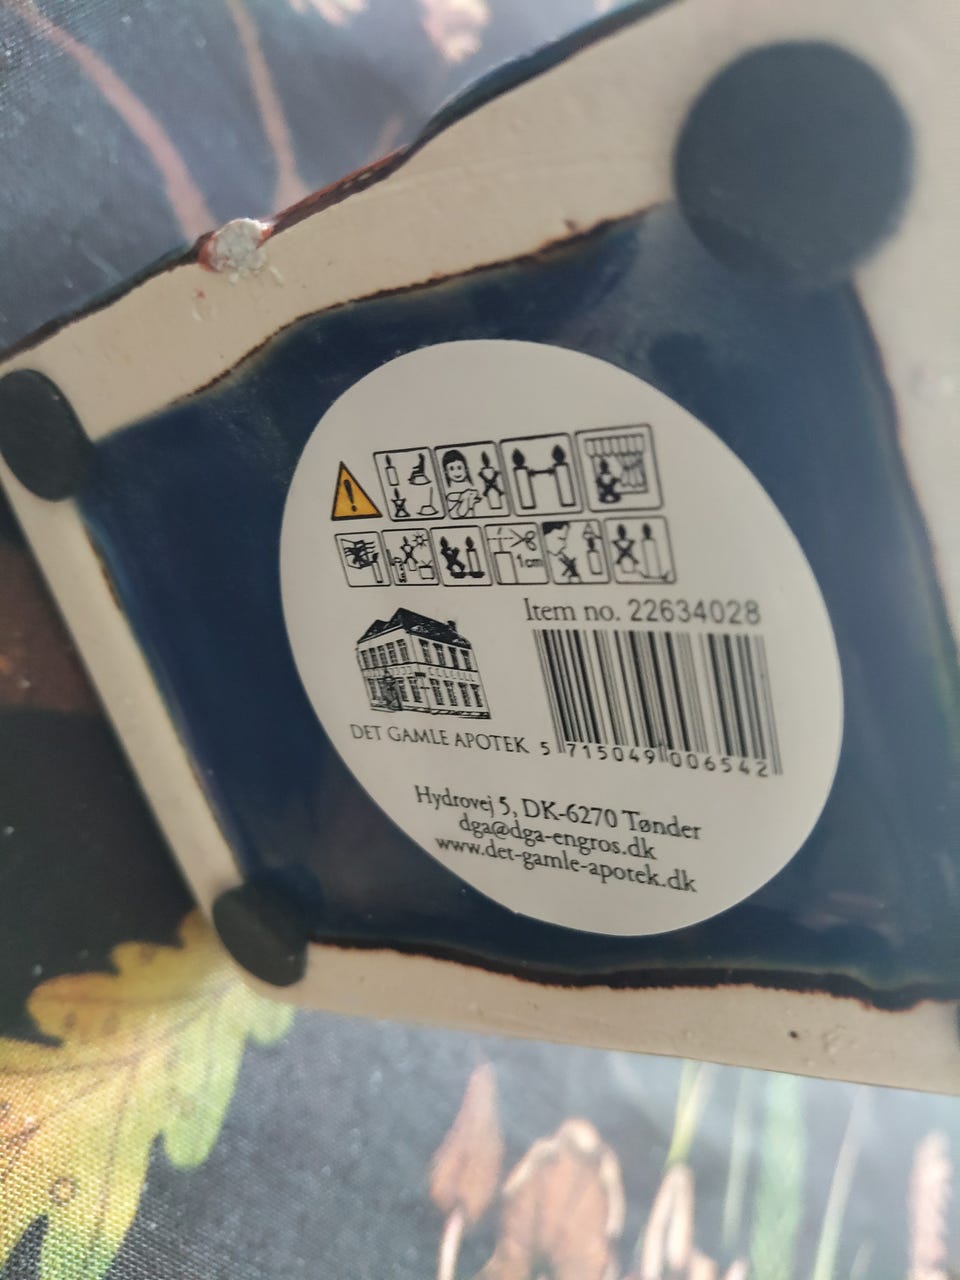 1cm
Item no. 22634028
DET GAMLE APOTEK
5 715049 006542
Hydrovej 5, DK-6270 Tønder
dga@dga-engros.dk
www.det-gamle-apotek.dk